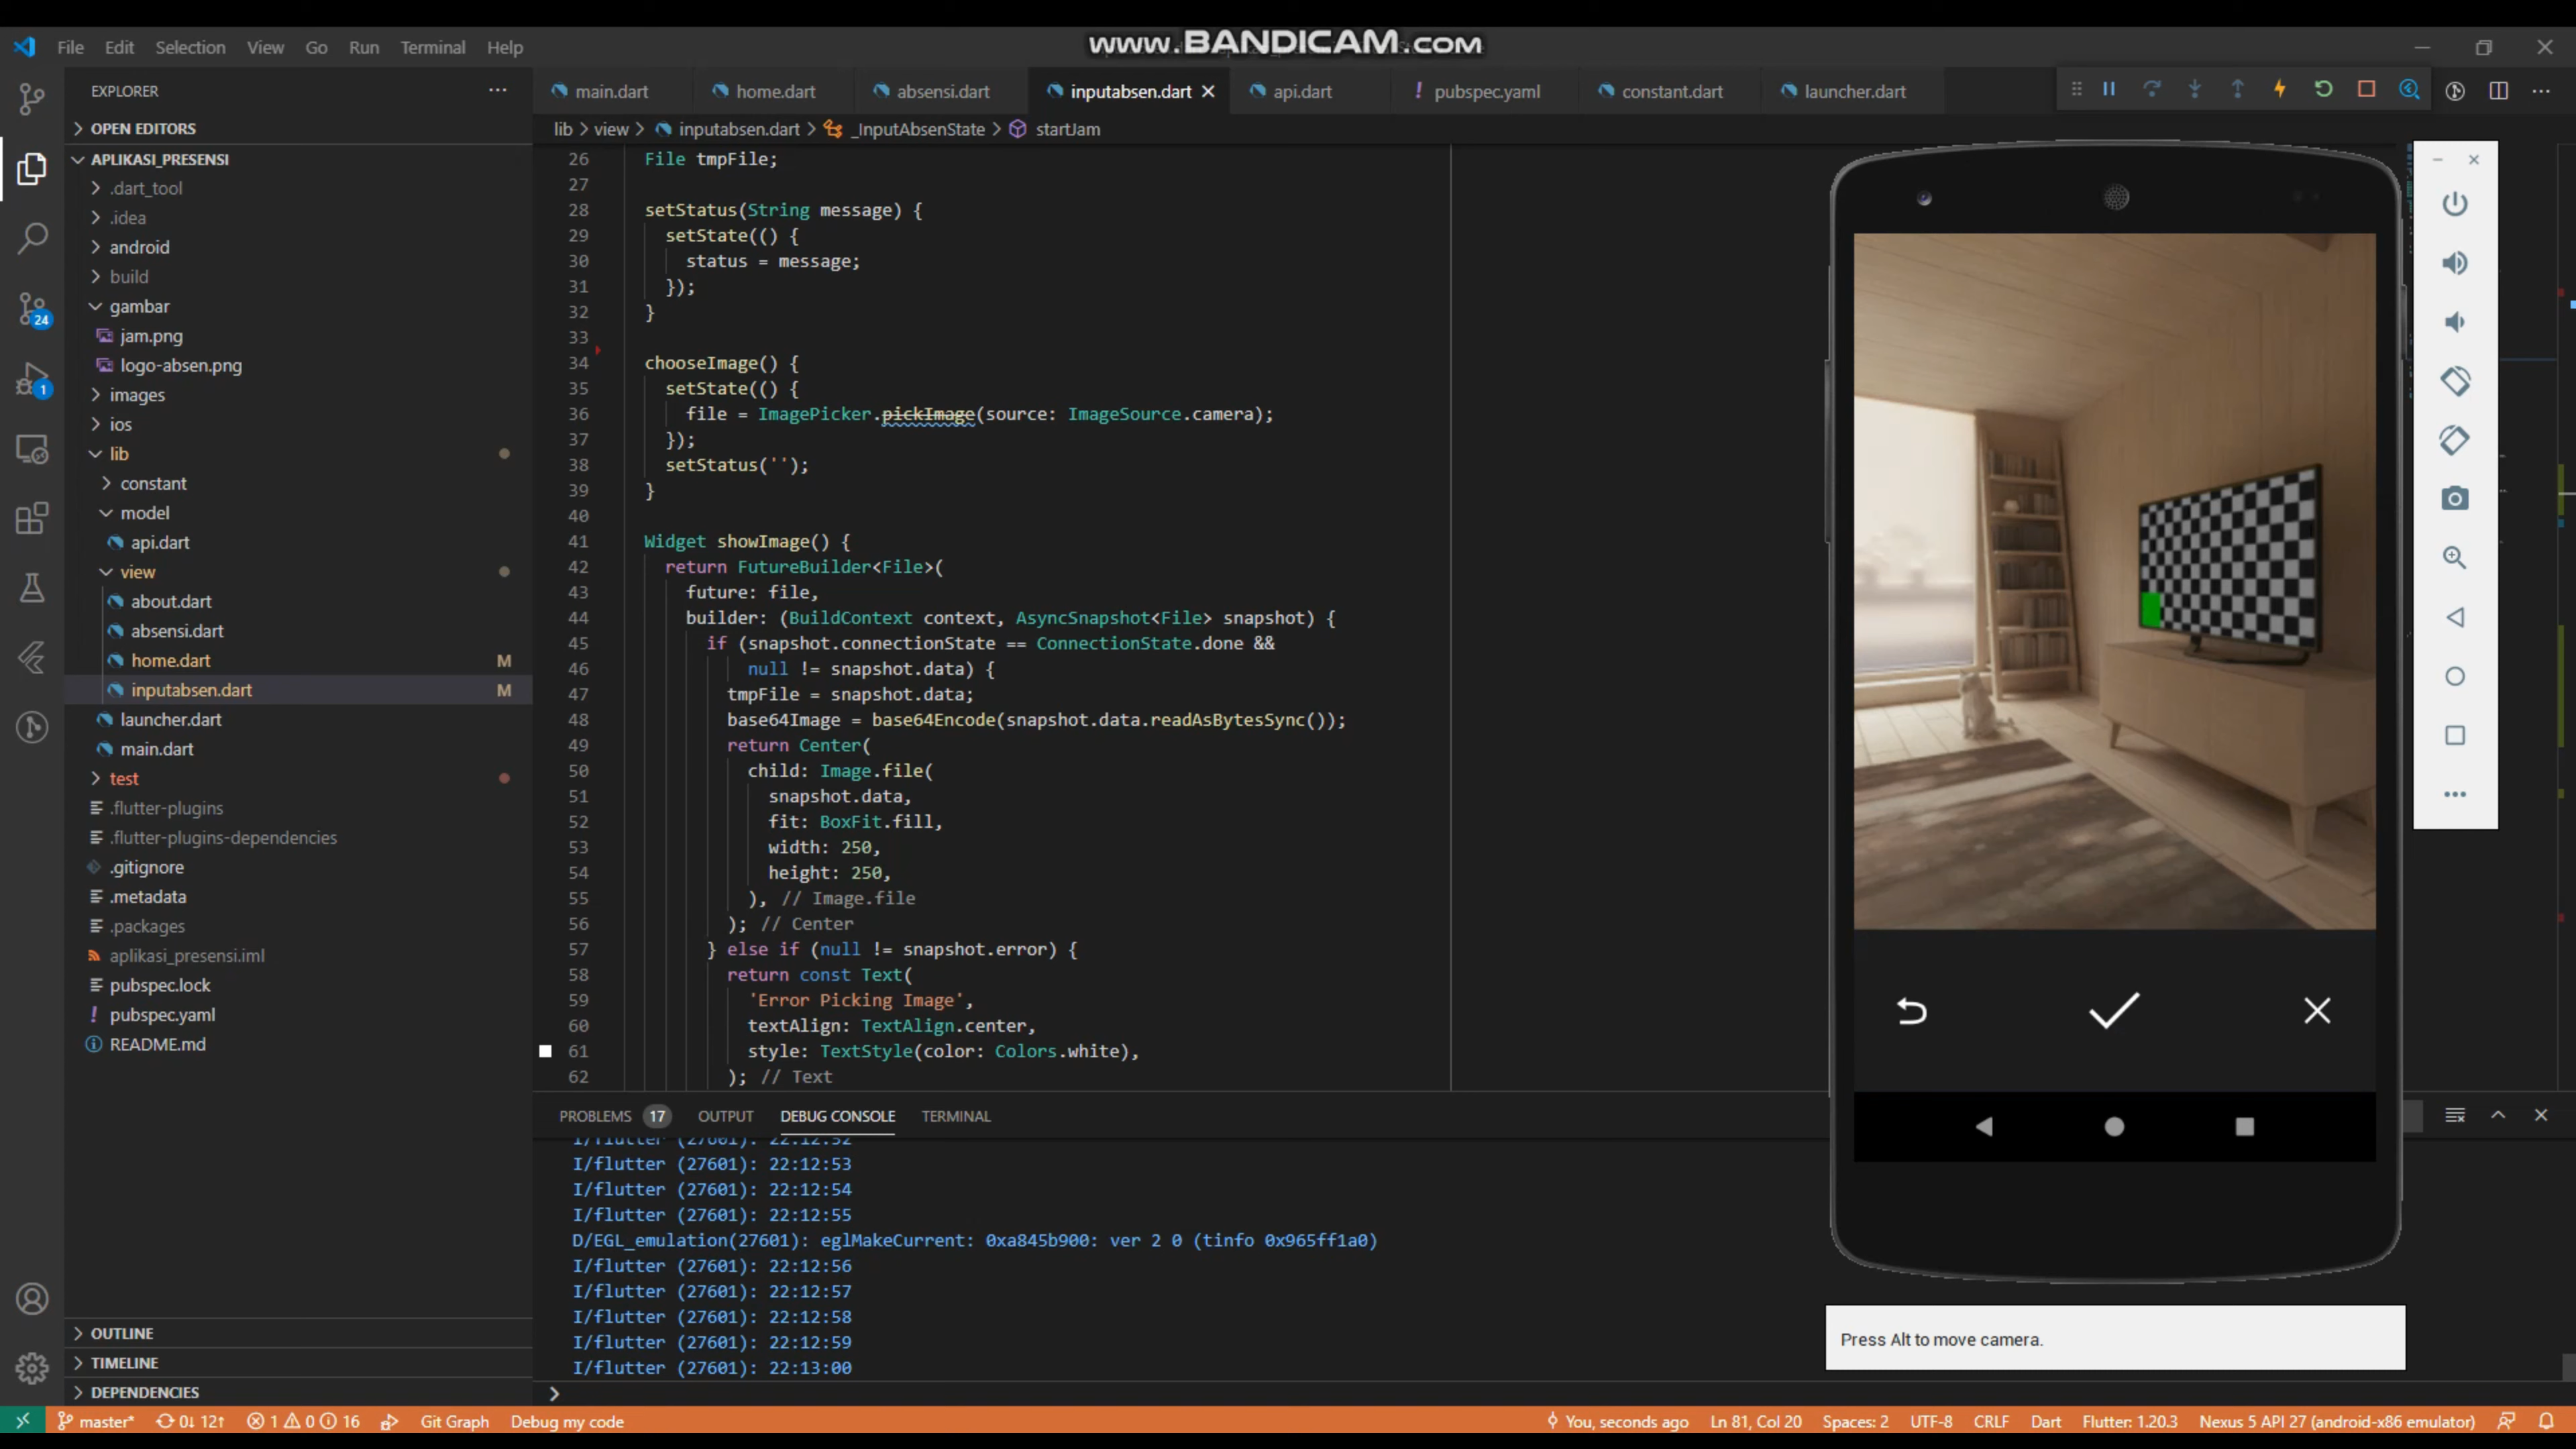 www.BANDICAM.com
File Edit Selection View Go Run Terminal Help
EXPLORER
main.dart home.dart absensi.dart inputabsen.dart api.dart pubspec.yaml constant.dart launcher.dart
OPEN EDITORS
lib > view > inputabsen.dart > _InputAbsenState > startJam
APLIKASI_PRESENSI
.dart_tool
.idea
android
build
gambar
jam.png
logo-absen.png
images
ios
lib
constant
model
api.dart
view
about.dart
absensi.dart
home.dart M
inputabsen.dart M
launcher.dart
main.dart
test
.flutter-plugins
.flutter-plugins-dependencies
.gitignore
.metadata
.packages
aplikasi_presensi.iml
pubspec.lock
pubspec.yaml
README.md
OUTLINE
TIMELINE
DEPENDENCIES
24
1
26 File tmpFile;
27
28 setStatus(String message) {
29 setState(() {
30 status = message;
31 });
32 }
33
34 chooseImage() {
35 setState(() {
36 file = ImagePicker.pickImage(source: ImageSource.camera);
37 });
38 setStatus('');
39 }
40
41 Widget showImage() {
42 return FutureBuilder<File>(
43 future: file,
44 builder: (BuildContext context, AsyncSnapshot<File> snapshot) {
45 if (snapshot.connectionState == ConnectionState.done &&
46 null != snapshot.data) {
47 tmpFile = snapshot.data;
48 base64Image = base64Encode(snapshot.data.readAsBytesSync());
49 return Center(
50 child: Image.file(
51 snapshot.data,
52 fit: BoxFit.fill,
53 width: 250,
54 height: 250,
55 ), // Image.file
56 ); // Center
57 } else if (null != snapshot.error) {
58 return const Text(
59 'Error Picking Image',
60 textAlign: TextAlign.center,
61 style: TextStyle(color: Colors.white),
62 ); // Text
PROBLEMS 17 OUTPUT DEBUG CONSOLE TERMINAL
I/flutter (27601): 22:12:52
I/flutter (27601): 22:12:53
I/flutter (27601): 22:12:54
I/flutter (27601): 22:12:55
D/EGL_emulation(27601): eglMakeCurrent: 0xa845b900: ver 2 0 (tinfo 0x965ff1a0)
I/flutter (27601): 22:12:56
I/flutter (27601): 22:12:57
I/flutter (27601): 22:12:58
I/flutter (27601): 22:12:59
I/flutter (27601): 22:13:00
Press Alt to move camera.
master* 0↓ 12↑ 1 0 16 Git Graph Debug my code You, seconds ago Ln 81, Col 20 Spaces: 2 UTF-8 CRLF Dart Flutter: 1.20.3 Nexus 5 API 27 (android-x86 emulator)